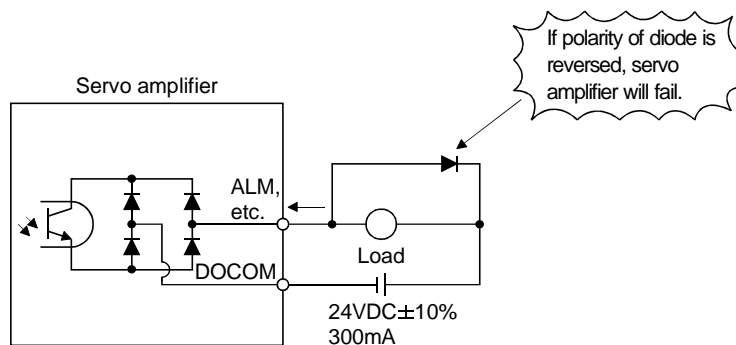 If polarity of diode is
reversed, servo
amplifier will fail.
Servo amplifier
ALM,
etc.
Load
DOCOM
24VDC±10%
300mA